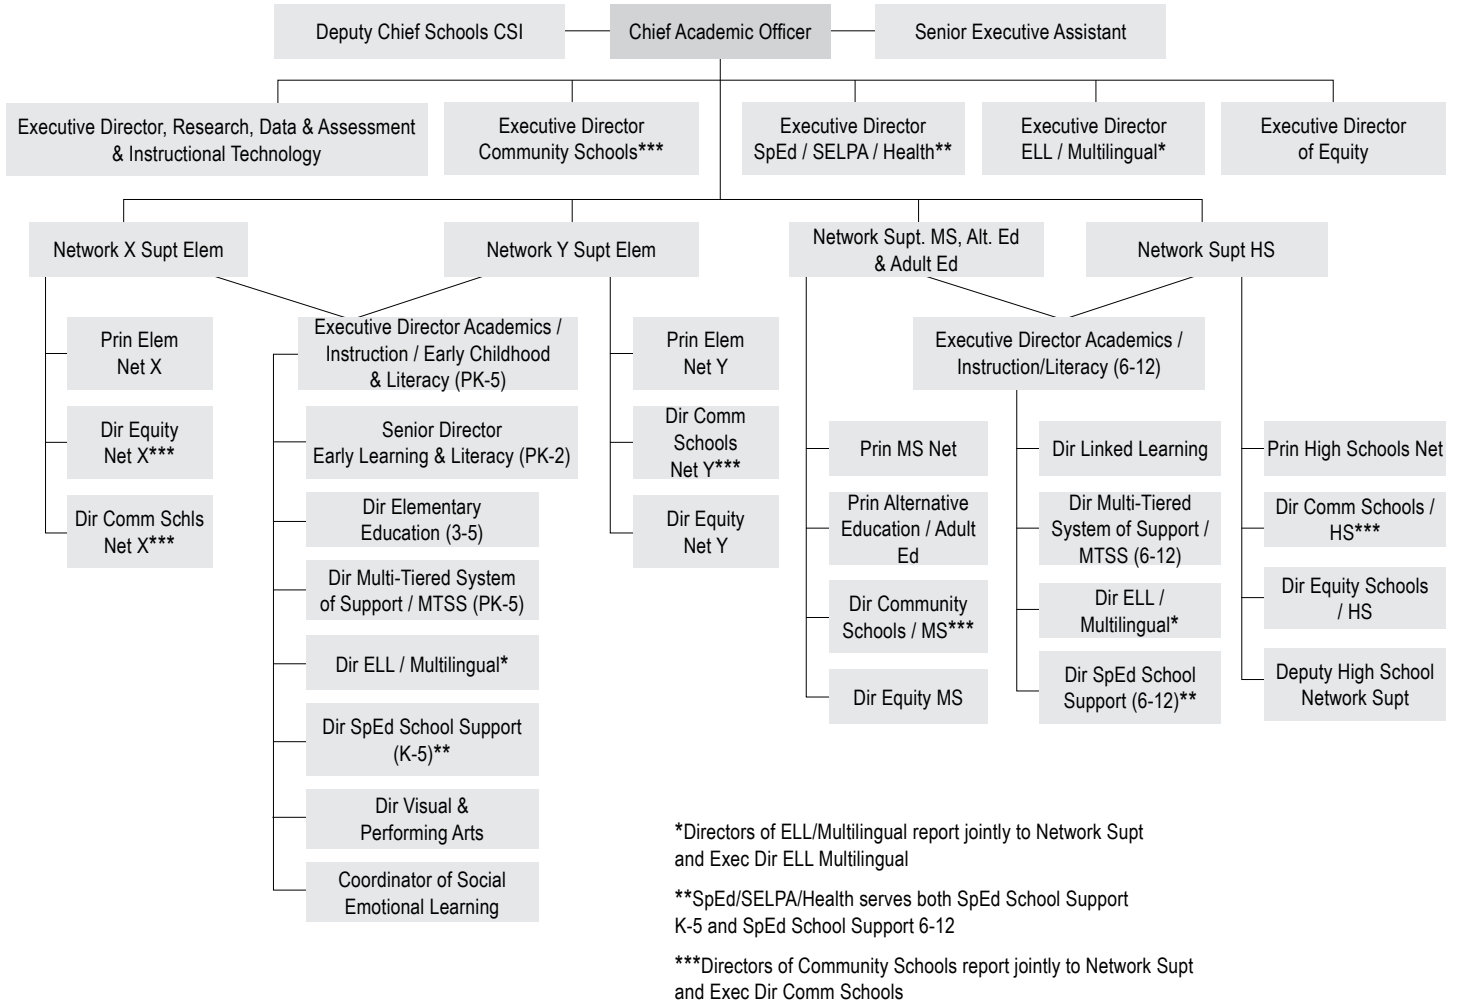 Deputy Chief Schools CSI
Chief Academic Officer
Senior Executive Assistant
Executive Director, Research, Data & Assessment
& Instructional Technology
Executive Director
Community Schools***
Executive Director
SpEd / SELPA / Health**
Executive Director
ELL / Multilingual*
Executive Director
of Equity
Network X Supt Elem
Network Y Supt Elem
Network Supt. MS, Alt. Ed
& Adult Ed
Network Supt HS
Prin Elem
Net X
Dir Equity
Net X***
Dir Comm Schls
Net X***
Executive Director Academics /
Instruction / Early Childhood
& Literacy (PK-5)
Senior Director
Early Learning & Literacy (PK-2)
Dir Elementary
Education (3-5)
Dir Multi-Tiered System
of Support / MTSS (PK-5)
Dir ELL / Multilingual*
Dir SpEd School Support
(K-5)**
Dir Visual &
Performing Arts
Coordinator of Social
Emotional Learning
Prin Elem
Net Y
Dir Comm
Schools
Net Y***
Dir Equity
Net Y
Executive Director Academics /
Instruction/Literacy (6-12)
Prin MS Net
Prin Alternative
Education / Adult
Ed
Dir Community
Schools / MS***
Dir Equity MS
Dir Linked Learning
Dir Multi-Tiered
System of Support /
MTSS (6-12)
Dir ELL /
Multilingual*
Dir SpEd School
Support (6-12)**
Prin High Schools Net
Dir Comm Schools /
HS***
Dir Equity Schools
/ HS
Deputy High School
Network Supt
*Directors of ELL/Multilingual report jointly to Network Supt
and Exec Dir ELL Multilingual
**SpEd/SELPA/Health serves both SpEd School Support
K-5 and SpEd School Support 6-12
***Directors of Community Schools report jointly to Network Supt
and Exec Dir Comm Schools